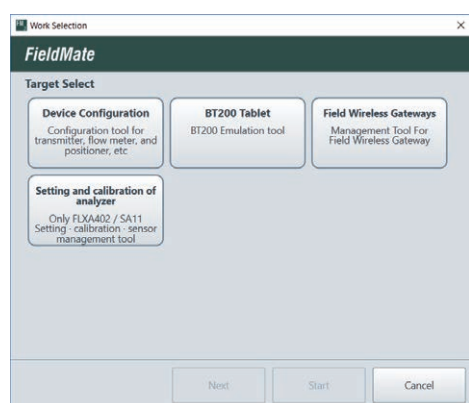 Work Selection
FieldMate
Target Select
Device Configuration
Configuration tool for
transmitter, flow meter, and
positioner, etc
BT200 Tablet
BT200 Emulation tool
Field Wireless Gateways
Management Tool For
Field Wireless Gateway
Setting and calibration of
analyzer
Only FLXA402 / SA11
Setting · calibration · sensor
management tool
Next
Start
Cancel